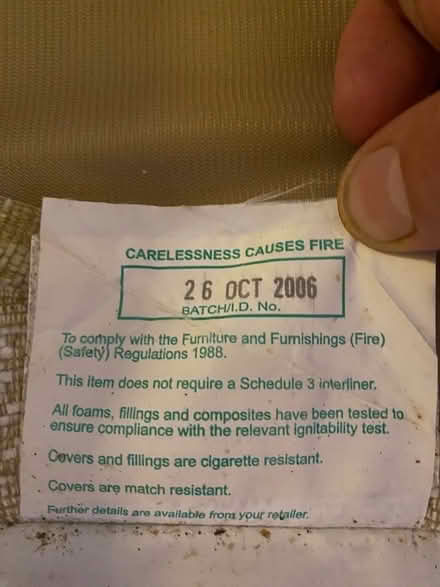 CARELESSNESS CAUSES FIRE
26 OCT 2006
BATCH/I.D. No.
To comply with the Furniture and Furnishings (Fire)
(Safety) Regulations 1988.
This item does not require a Schedule 3 interliner.
All foams, fillings and composites have been tested to
ensure compliance with the relevant ignitability test.
Covers and fillings are cigarette resistant.
Covers are match resistant.
Further details are available from your retailer.